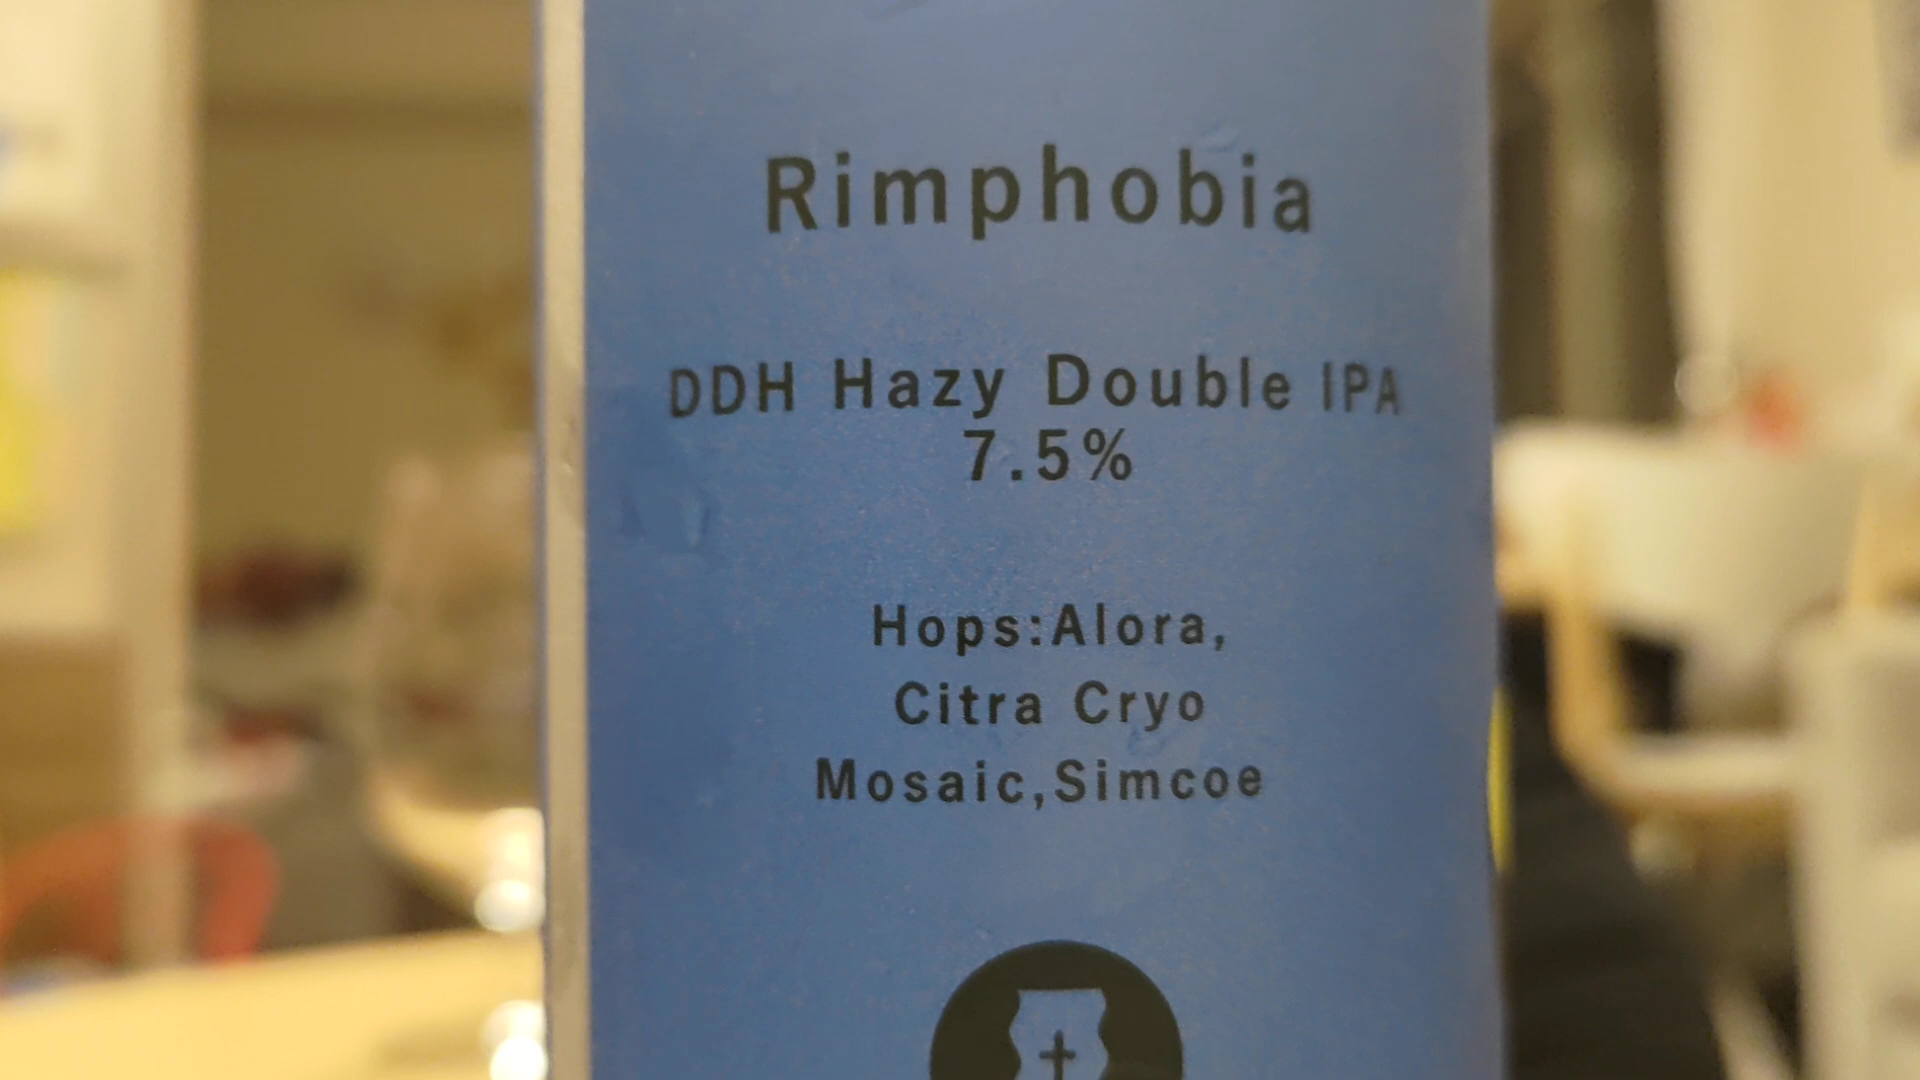 Rimphobia
DDH Hazy Double IPA
7.5%
Hops:Alora,
Citra Cryo
Mosaic,Simcoe